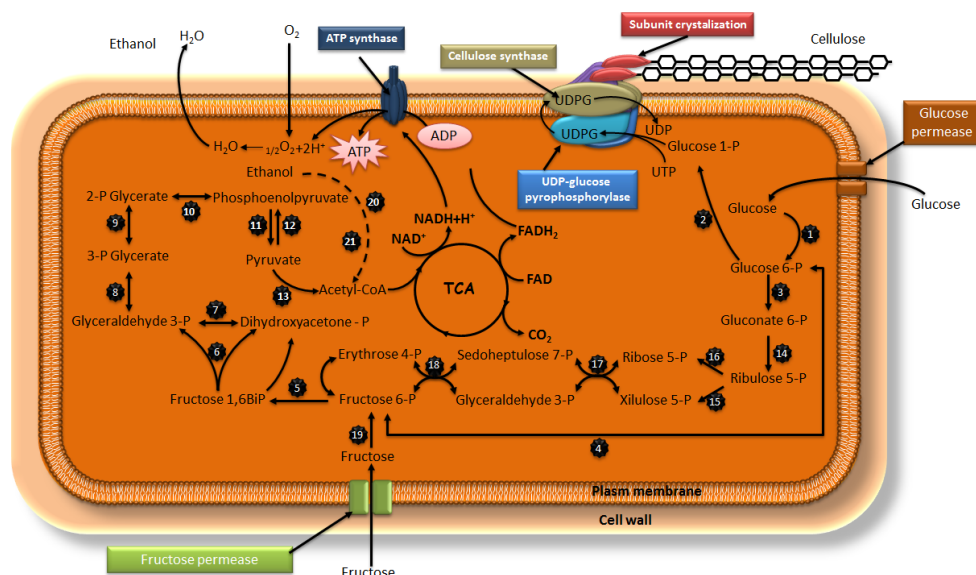 Ethanol
H₂O
O₂
ATP synthase
Cellulose synthase
Subunit crystalization
Cellulose
UDPG
UDPG
UDP
Glucose 1-P
UTP
UDP-glucose
pyrophosphorylase
Glucose
permease
Glucose
H₂O
1/2O₂+2H⁺
ATP
ADP
Ethanol
2-P Glycerate
10
Phosphoenolpyruvate
20
9
11
12
21
NADH+H⁺
NAD⁺
FADH₂
2
Glucose
1
3-P Glycerate
Pyruvate
8
13
Acetyl-CoA
TCA
FAD
Glucose 6-P
3
Glyceraldehyde 3-P
7
Dihydroxyacetone - P
CO₂
Gluconate 6-P
6
14
Erythrose 4-P
18
Sedoheptulose 7-P
17
Ribose 5-P
16
Ribulose 5-P
5
Fructose 1,6BiP
Fructose 6-P
Glyceraldehyde 3-P
Xilulose 5-P
15
19
4
Fructose
Plasm membrane
Cell wall
Fructose permease
Fructose